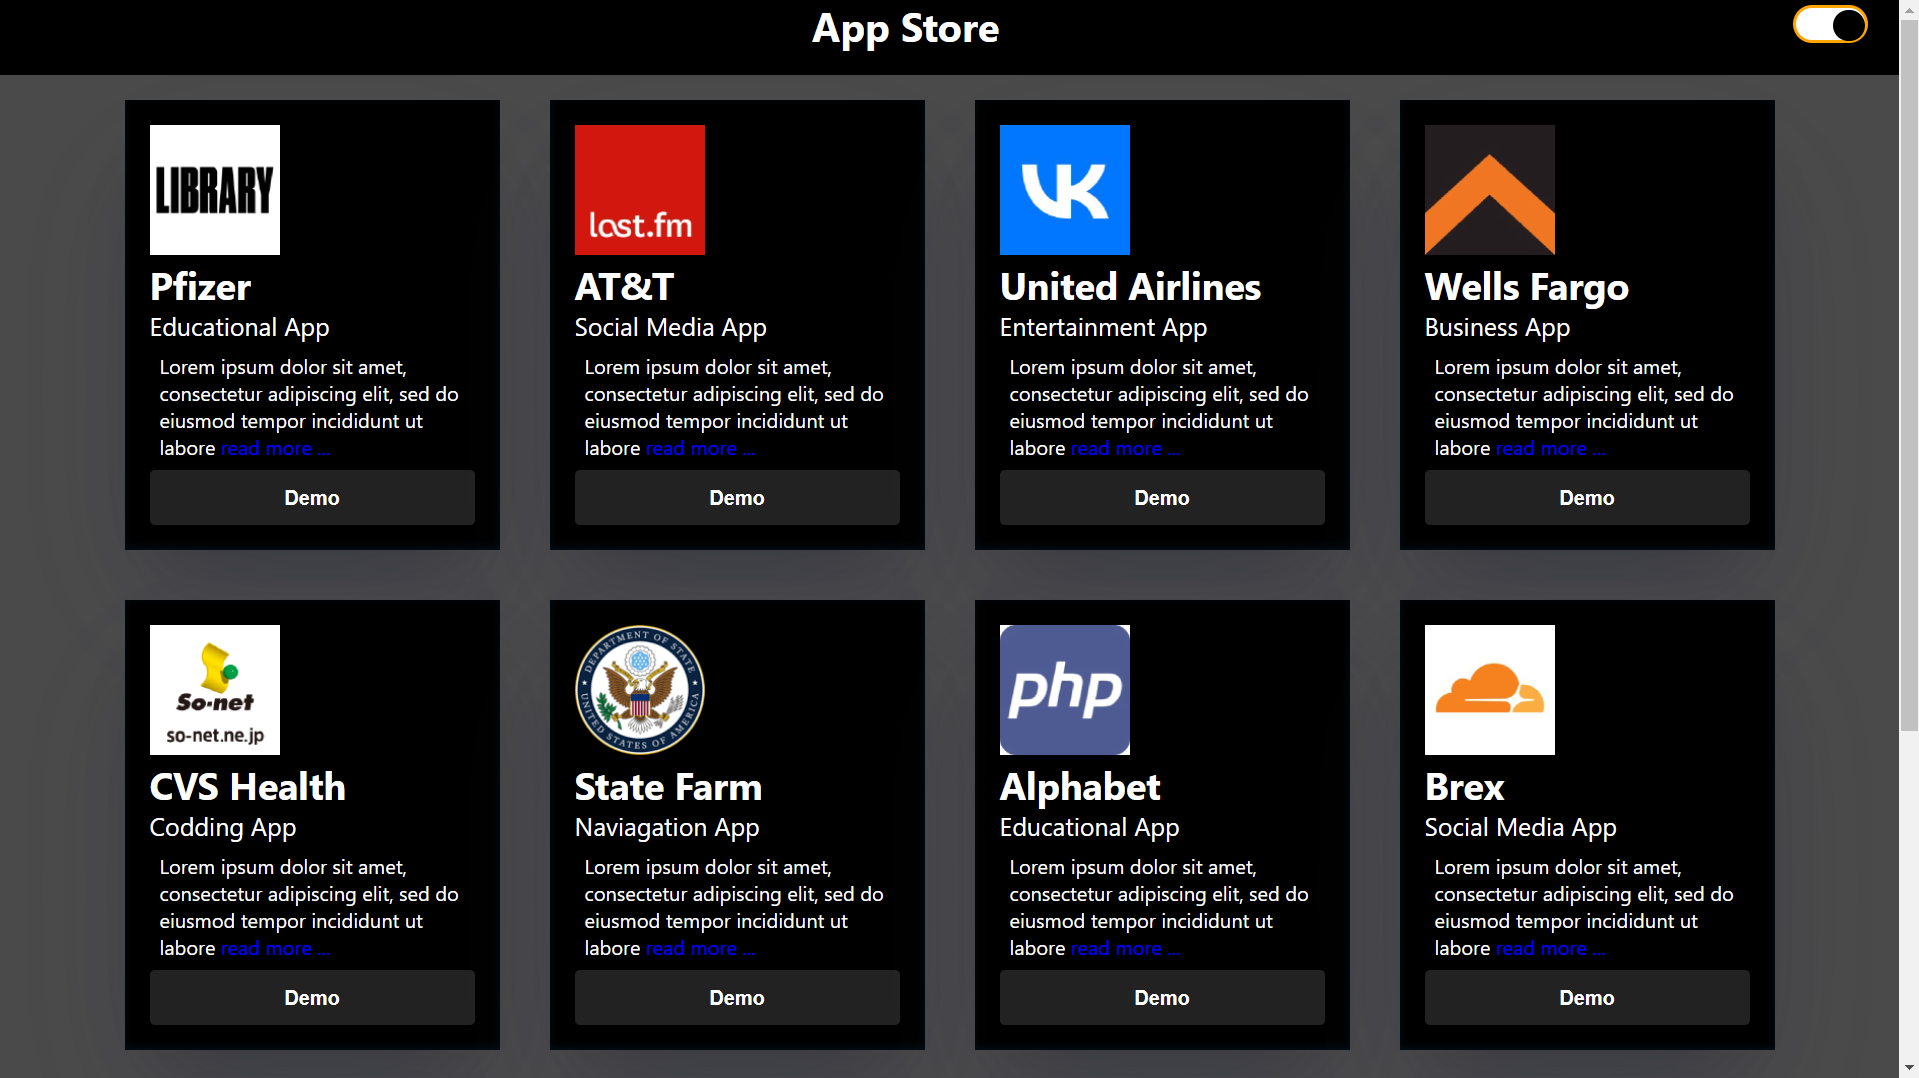 App Store
LIBRARY
Pfizer
Educational App
Lorem ipsum dolor sit amet,
consectetur adipiscing elit, sed do
eiusmod tempor incididunt ut
labore read more ...
Demo
last.fm
AT&T
Social Media App
Lorem ipsum dolor sit amet,
consectetur adipiscing elit, sed do
eiusmod tempor incididunt ut
labore read more ...
Demo
VK
United Airlines
Entertainment App
Lorem ipsum dolor sit amet,
consectetur adipiscing elit, sed do
eiusmod tempor incididunt ut
labore read more ...
Demo
Wells Fargo
Business App
Lorem ipsum dolor sit amet,
consectetur adipiscing elit, sed do
eiusmod tempor incididunt ut
labore read more ...
Demo
So-net
so-net.ne.jp
CVS Health
Codding App
Lorem ipsum dolor sit amet,
consectetur adipiscing elit, sed do
eiusmod tempor incididunt ut
labore read more ...
Demo
DEPARTMENT OF STATE
UNITED STATES OF AMERICA
State Farm
Naviagation App
Lorem ipsum dolor sit amet,
consectetur adipiscing elit, sed do
eiusmod tempor incididunt ut
labore read more ...
Demo
php
Alphabet
Educational App
Lorem ipsum dolor sit amet,
consectetur adipiscing elit, sed do
eiusmod tempor incididunt ut
labore read more ...
Demo
Brex
Social Media App
Lorem ipsum dolor sit amet,
consectetur adipiscing elit, sed do
eiusmod tempor incididunt ut
labore read more ...
Demo